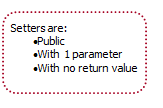 Setters are:
•Public
•With 1 parameter
•With no return value